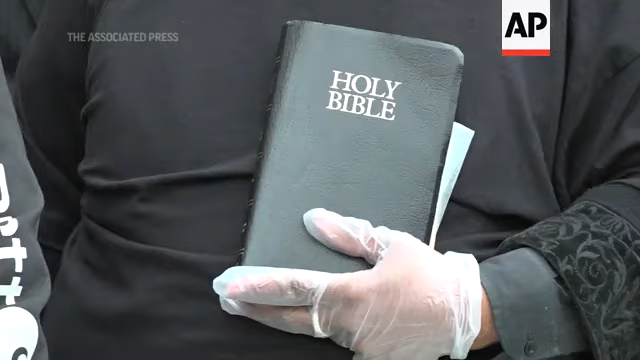 THE ASSOCIATED PRESS
AP
HOLY
BIBLE